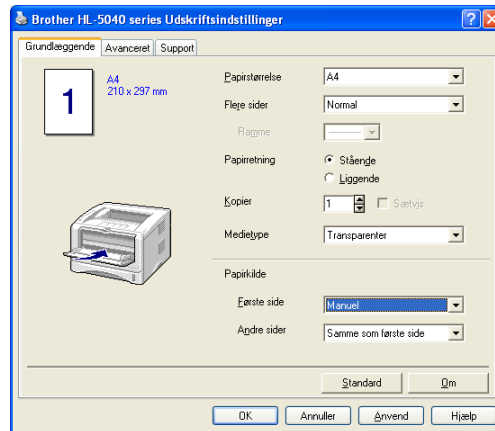 Brother HL-5040 series Udskriftsindstillinger
Grundlæggende Avanceret Support
1
A4
210 x 297 mm
Papirstørrelse A4
Flere sider Normal
Ramme
Papirretning Stående
Liggende
Kopier 1 Sætvis
Medietype Transparenter
Papirkilde
Første side Manuel
Andre sider Samme som første side
Standard Om
OK Annuller Anvend Hjælp